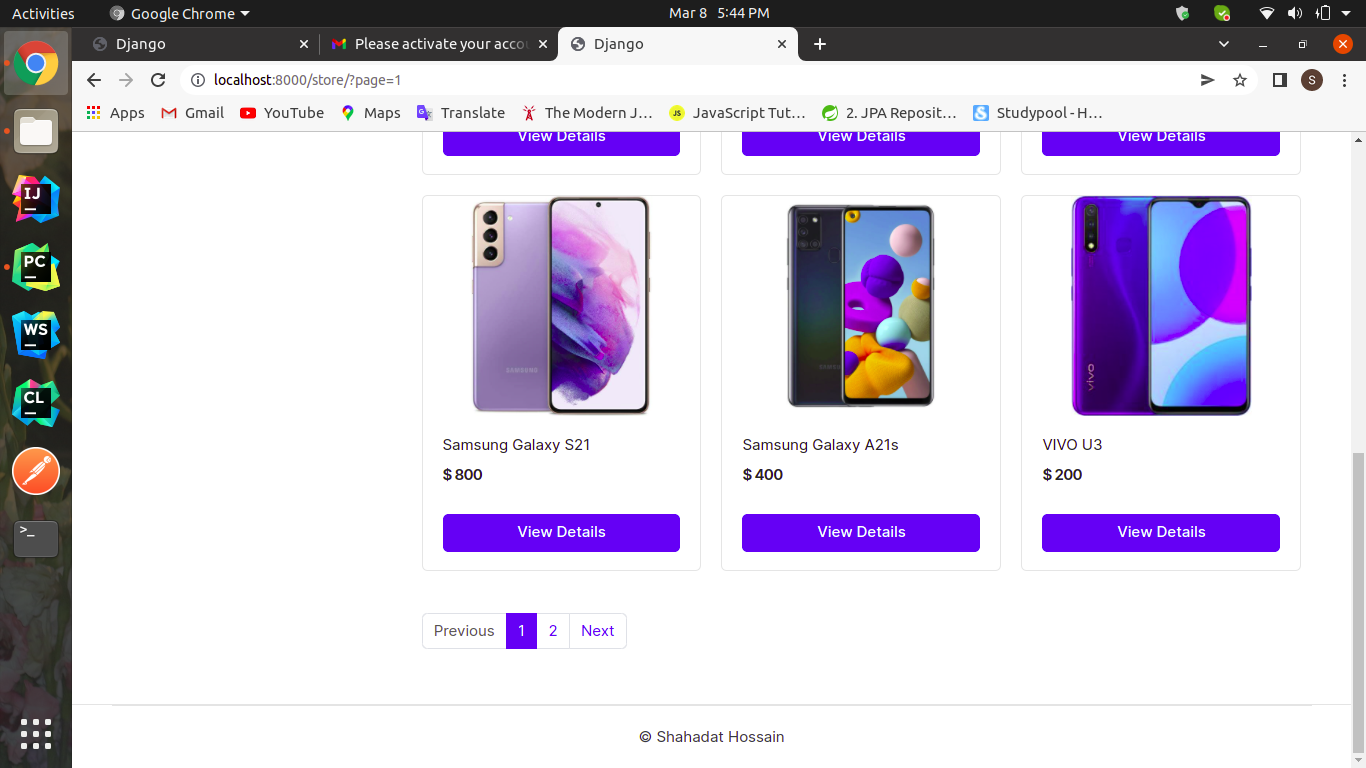 Activities Google Chrome Mar 8 5:44 PM
Django Please activate your acco Django
localhost:8000/store/?page=1 S
Apps Gmail YouTube Maps Translate The Modern J… JavaScript Tut… 2. JPA Reposit… Studypool - H…
View Details View Details View Details
SAMSUNG vivo
Samsung Galaxy S21 Samsung Galaxy A21s VIVO U3
$ 800 $ 400 $ 200
View Details View Details View Details
Previous 1 2 Next
© Shahadat Hossain
IJ
PC
WS
CL
>_